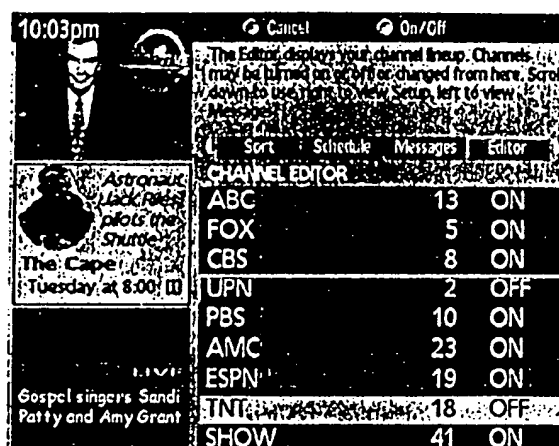 10:03pm
Cancel
On/Off
The Editor displays your channel lineup. Channels
may be turned on or off or changed from here. Scroll
down to use, right to view Setup, left to view
Sort Schedule Messages Editor
CHANNEL EDITOR
ABC 13 ON
FOX 5 ON
CBS 8 ON
UPN 2 OFF
PBS 10 ON
AMC 23 ON
ESPN 19 ON
TNT 18 OFF
SHOW 41 ON
Astronaut
Jack Riles
pilots the
Shuttle
The Cape
Tuesday at 8:00
LIVE
Gospel singers Sandi
Patty and Amy Grant